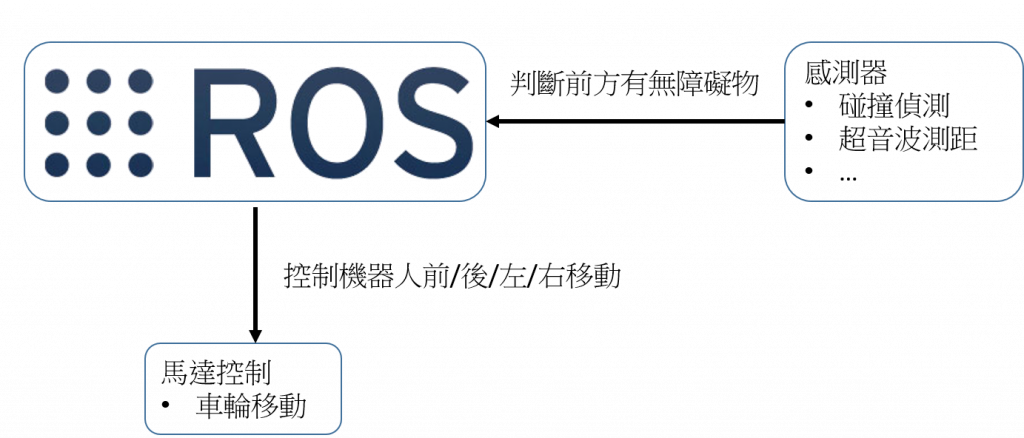 ROS
判斷前方有無障礙物
感測器
• 碰撞偵測
• 超音波測距
• ...
控制機器人前/後/左/右移動
馬達控制
• 車輪移動